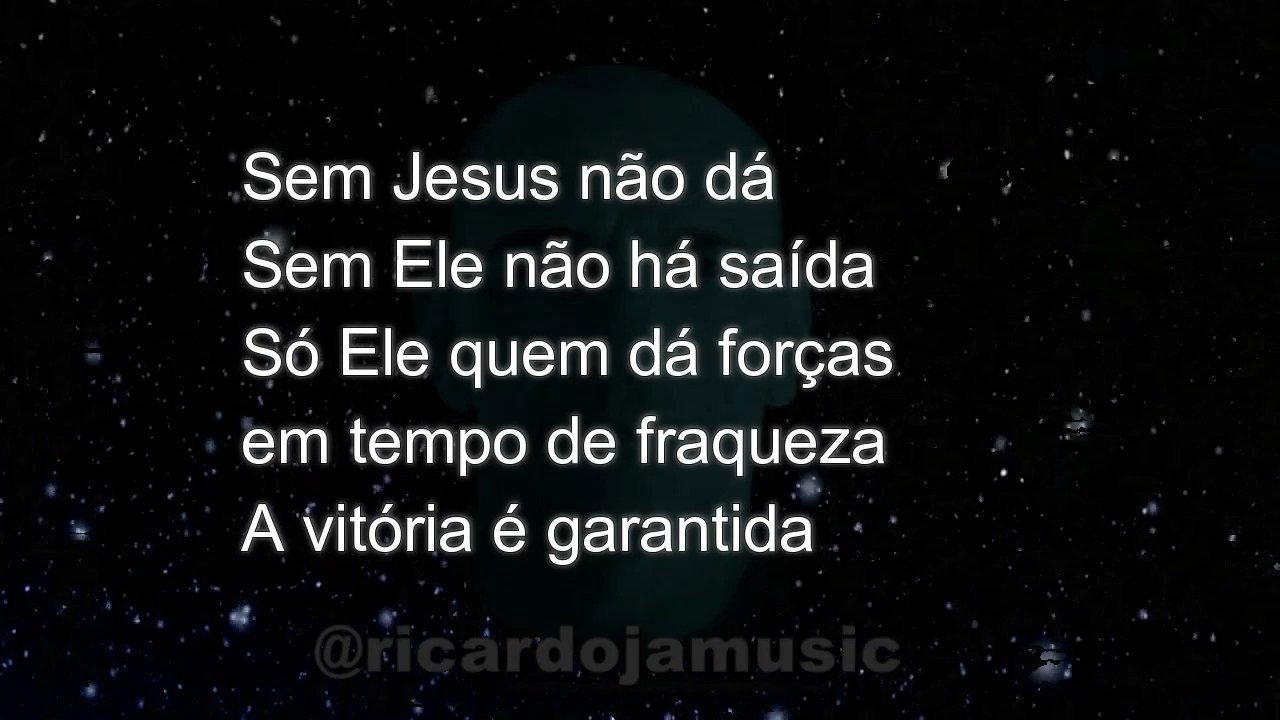 Sem Jesus não dá
Sem Ele não há saída
Só Ele quem dá forças
em tempo de fraqueza
A vitória é garantida
@ricardojamusic